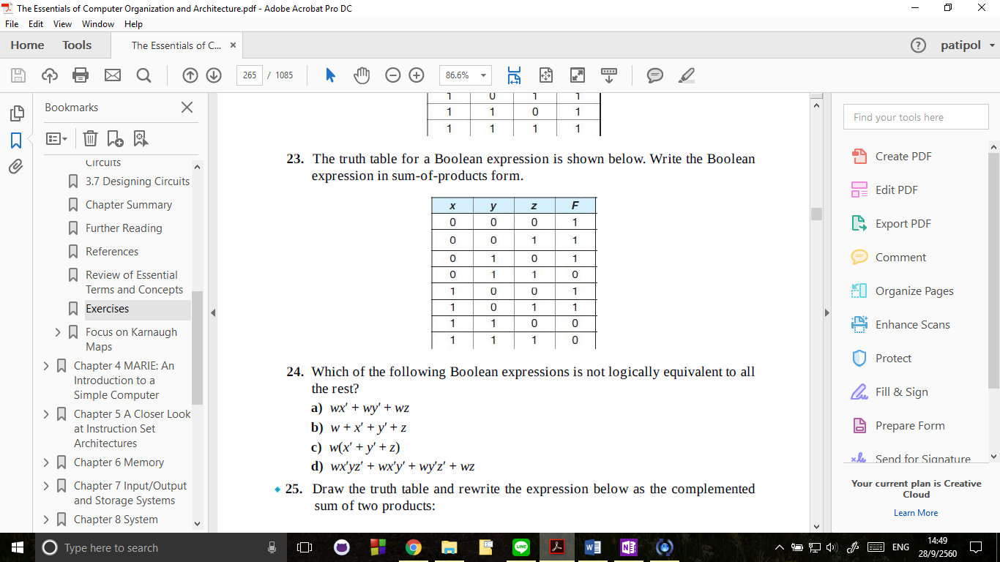 The Essentials of Computer Organization and Architecture.pdf - Adobe Acrobat Pro DC
File Edit View Window Help
Home Tools The Essentials of C... × patipol
265 / 1085 86.6%
Bookmarks
Circuits
3.7 Designing Circuits
Chapter Summary
Further Reading
References
Review of Essential
Terms and Concepts
Exercises
Focus on Karnaugh
Maps
Chapter 4 MARIE: An
Introduction to a
Simple Computer
Chapter 5 A Closer Look
at Instruction Set
Architectures
Chapter 6 Memory
Chapter 7 Input/Output
and Storage Systems
Chapter 8 System
1 0 1 1
1 1 0 1
1 1 1 1
23. The truth table for a Boolean expression is shown below. Write the Boolean
expression in sum-of-products form.
x y z F
0 0 0 1
0 0 1 1
0 1 0 1
0 1 1 0
1 0 0 1
1 0 1 1
1 1 0 0
1 1 1 0
24. Which of the following Boolean expressions is not logically equivalent to all
the rest?
a) wx′ + wy′ + wz
b) w + x′ + y′ + z
c) w(x′ + y′ + z)
d) wx′yz′ + wx′y′ + wy′z′ + wz
25. Draw the truth table and rewrite the expression below as the complemented
sum of two products:
Find your tools here
Create PDF
Edit PDF
Export PDF
Comment
Organize Pages
Enhance Scans
Protect
Fill & Sign
Prepare Form
Send for Signature
Your current plan is Creative
Cloud
Learn More
Type here to search
LINE
ENG
14:49
28/9/2560